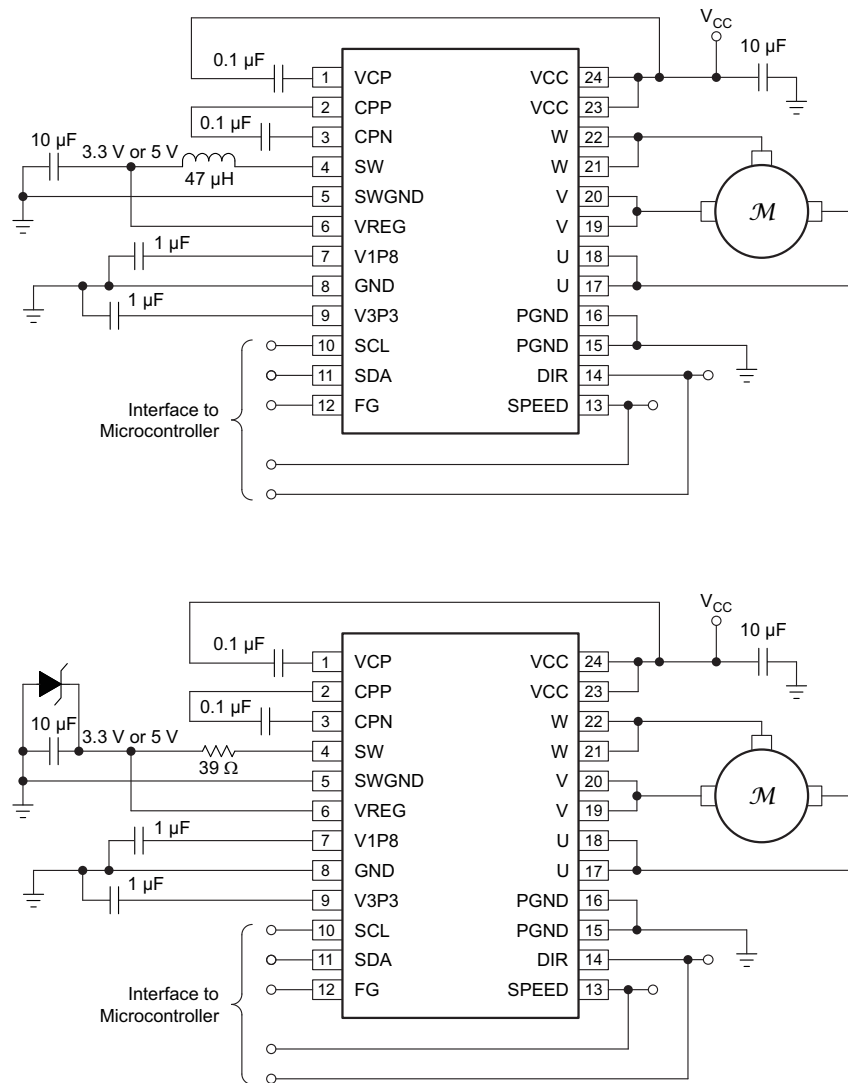 V_CC
10 µF
0.1 µF
1 VCP VCC 24
2 CPP VCC 23
0.1 µF
3 CPN W 22
10 µF
3.3 V or 5 V
47 µH
4 SW W 21
5 SWGND V 20
6 VREG V 19
M
1 µF
7 V1P8 U 18
8 GND U 17
1 µF
9 V3P3 PGND 16
10 SCL PGND 15
11 SDA DIR 14
12 FG SPEED 13
Interface to
Microcontroller
V_CC
10 µF
0.1 µF
1 VCP VCC 24
2 CPP VCC 23
0.1 µF
3 CPN W 22
10 µF
3.3 V or 5 V
39 Ω
4 SW W 21
5 SWGND V 20
6 VREG V 19
M
1 µF
7 V1P8 U 18
8 GND U 17
1 µF
9 V3P3 PGND 16
10 SCL PGND 15
11 SDA DIR 14
12 FG SPEED 13
Interface to
Microcontroller